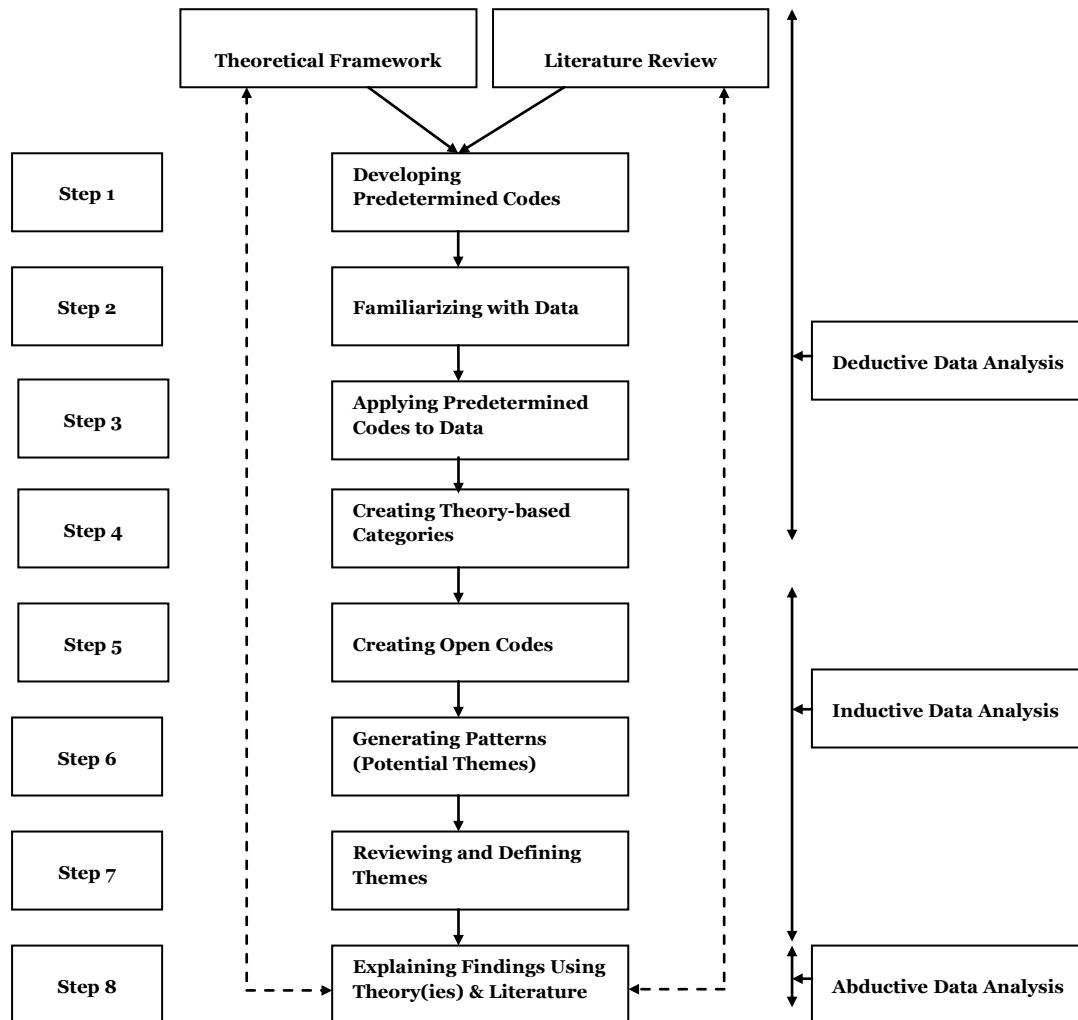 Theoretical Framework
Literature Review
Step 1
Developing
Predetermined Codes
Step 2
Familiarizing with Data
Deductive Data Analysis
Step 3
Applying Predetermined
Codes to Data
Step 4
Creating Theory-based
Categories
Step 5
Creating Open Codes
Inductive Data Analysis
Step 6
Generating Patterns
(Potential Themes)
Step 7
Reviewing and Defining
Themes
Step 8
Explaining Findings Using
Theory(ies) & Literature
Abductive Data Analysis